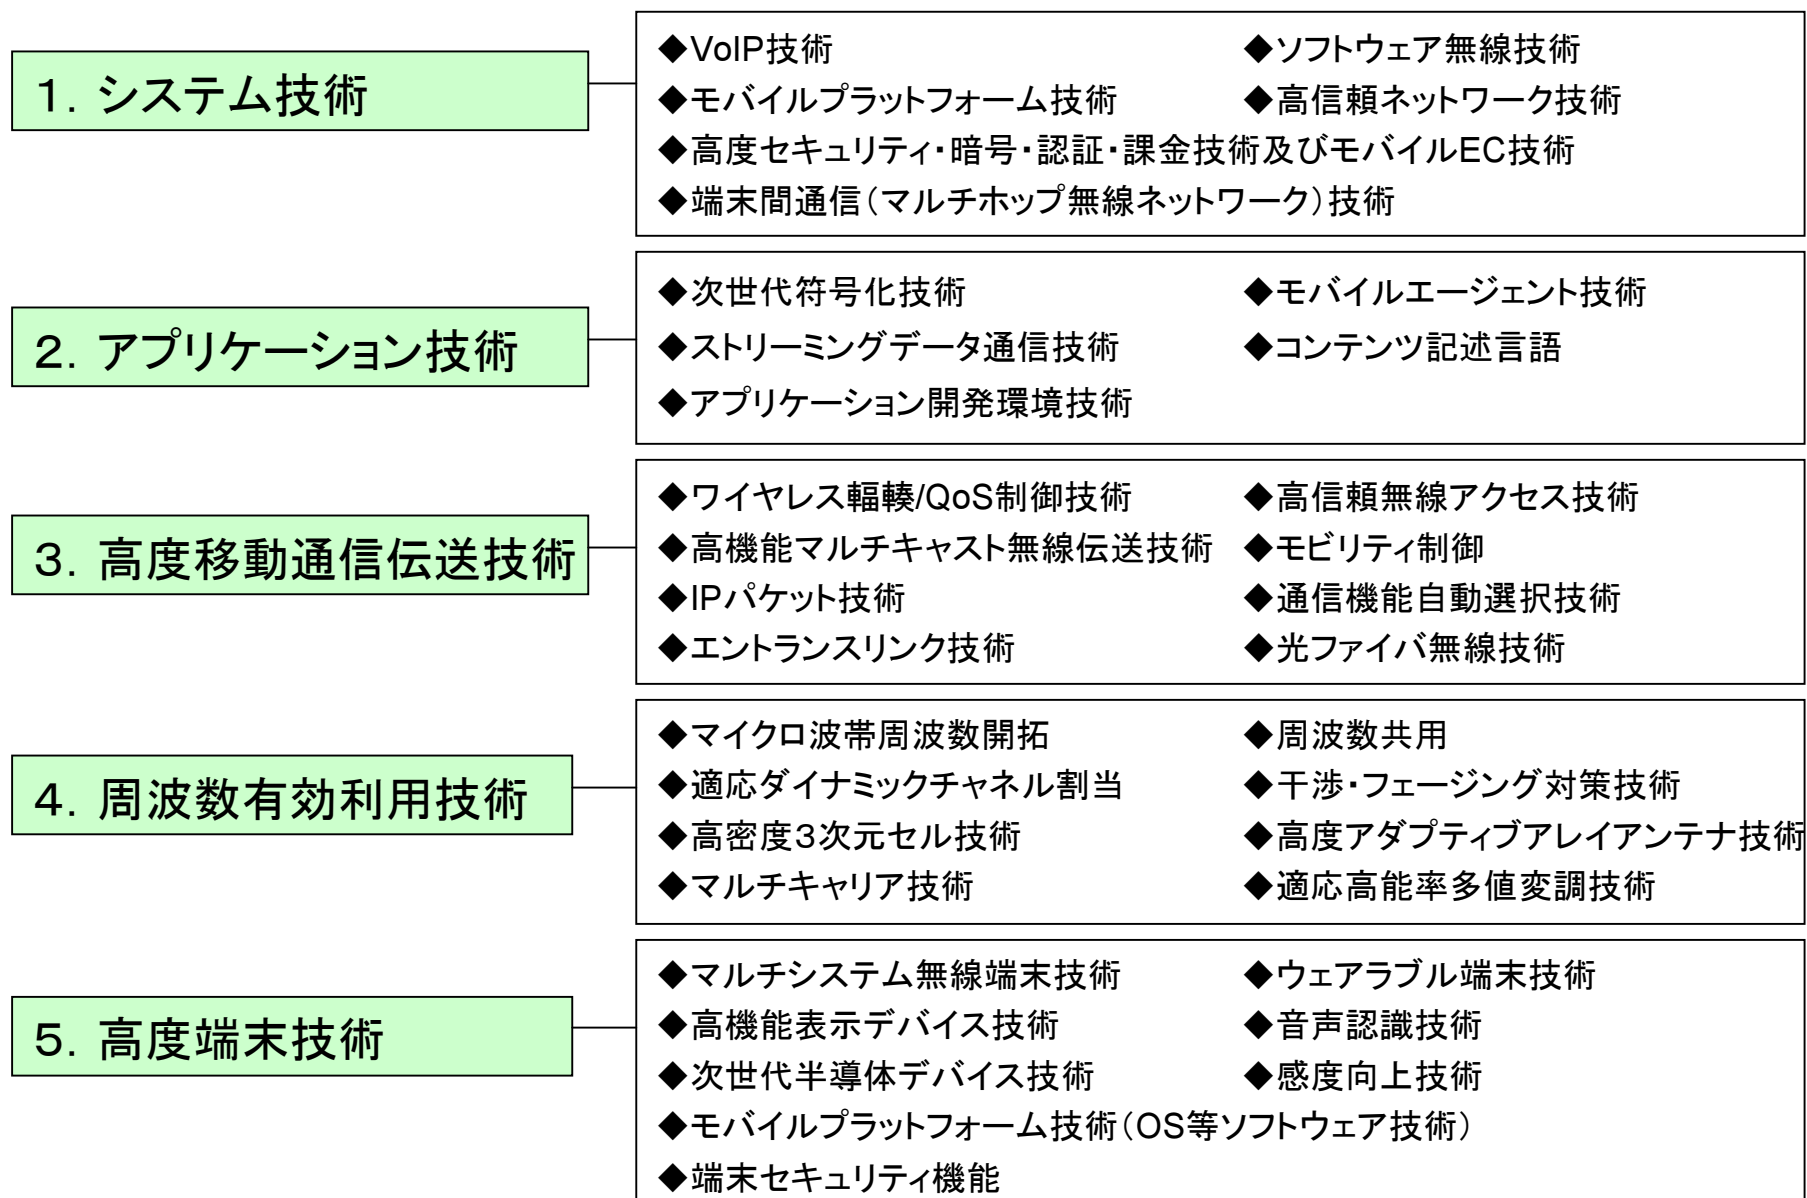 １．システム技術
◆VoIP技術　◆ソフトウェア無線技術
◆モバイルプラットフォーム技術　◆高信頼ネットワーク技術
◆高度セキュリティ・暗号・認証・課金技術及びモバイルEC技術
◆端末間通信（マルチホップ無線ネットワーク）技術
２．アプリケーション技術
◆次世代符号化技術　◆モバイルエージェント技術
◆ストリーミングデータ通信技術　◆コンテンツ記述言語
◆アプリケーション開発環境技術
３．高度移動通信伝送技術
◆ワイヤレス輻輳/QoS制御技術　◆高信頼無線アクセス技術
◆高機能マルチキャスト無線伝送技術　◆モビリティ制御
◆IPパケット技術　◆通信機能自動選択技術
◆エントランスリンク技術　◆光ファイバ無線技術
４．周波数有効利用技術
◆マイクロ波帯周波数開拓　◆周波数共用
◆適応ダイナミックチャネル割当　◆干渉・フェージング対策技術
◆高密度３次元セル技術　◆高度アダプティブアレイアンテナ技術
◆マルチキャリア技術　◆適応高能率多値変調技術
５．高度端末技術
◆マルチシステム無線端末技術　◆ウェアラブル端末技術
◆高機能表示デバイス技術　◆音声認識技術
◆次世代半導体デバイス技術　◆感度向上技術
◆モバイルプラットフォーム技術（OS等ソフトウェア技術）
◆端末セキュリティ機能